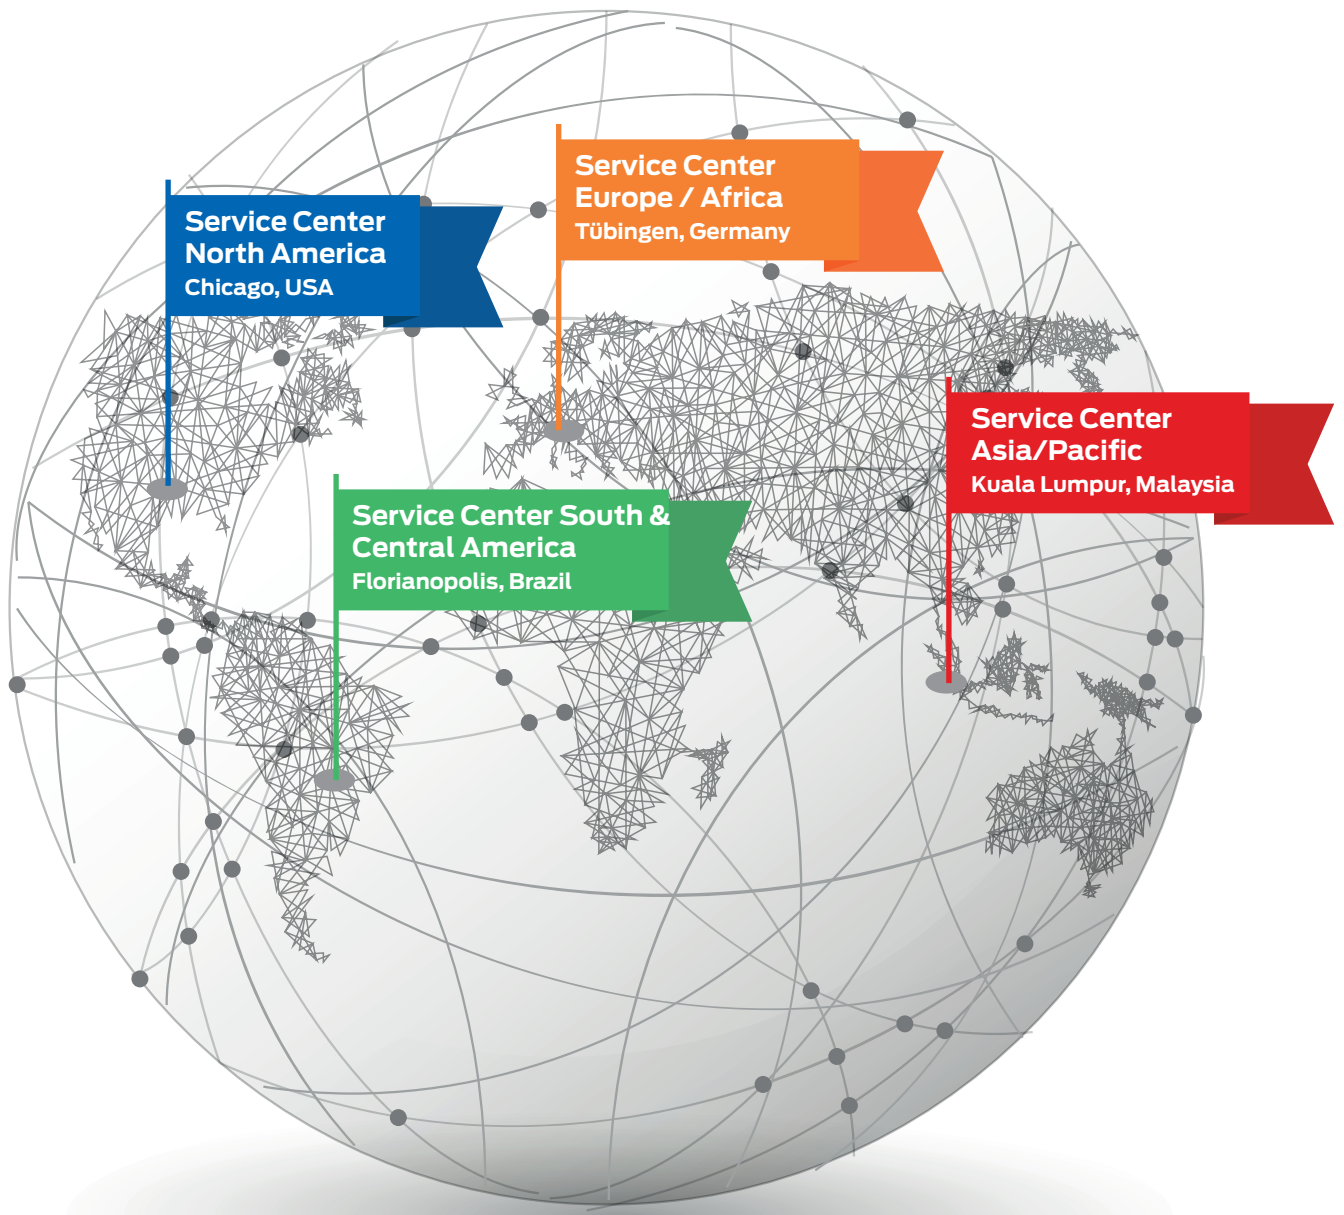 Service Center
Europe / Africa
Tübingen, Germany
Service Center
North America
Chicago, USA
Service Center
Asia/Pacific
Kuala Lumpur, Malaysia
Service Center South &
Central America
Florianopolis, Brazil